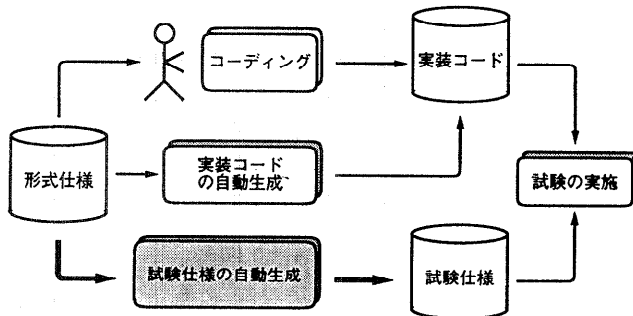 コーディング
実装コード
形式仕様
実装コード
の自動生成
試験の実施
試験仕様の自動生成
試験仕様